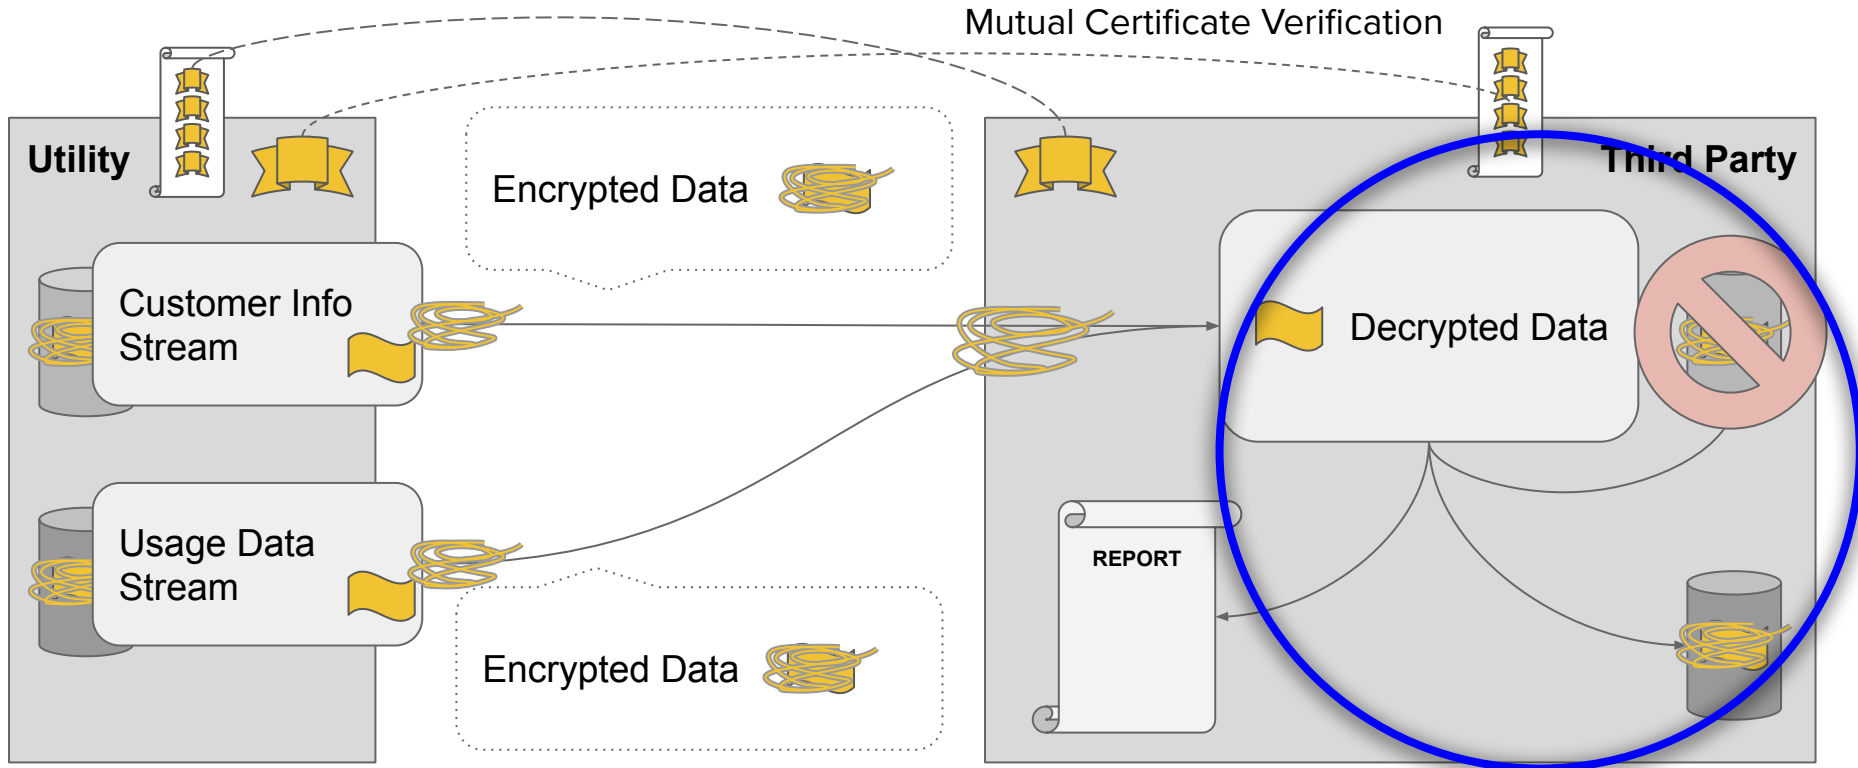 Mutual Certificate Verification
Utility
Third Party
Encrypted Data
Customer Info
Stream
Decrypted Data
Usage Data
Stream
REPORT
Encrypted Data